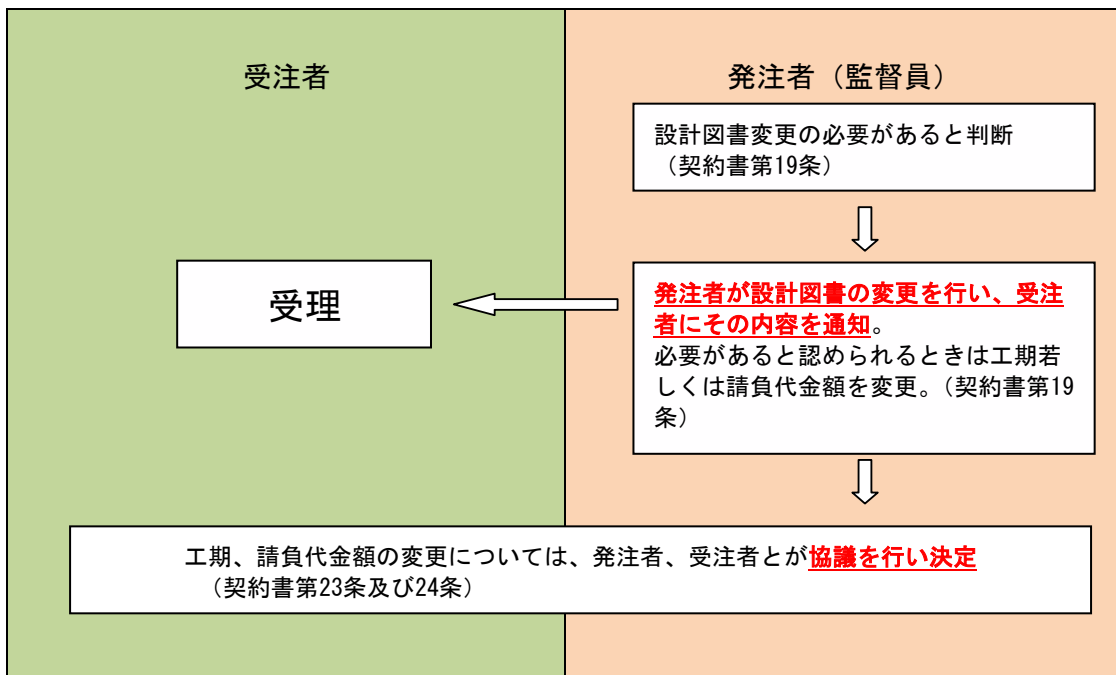 受注者
発注者（監督員）
設計図書変更の必要があると判断
（契約書第19条）
発注者が設計図書の変更を行い、受注
者にその内容を通知。
必要があると認められるときは工期若
しくは請負代金額を変更。（契約書第19
条）
受理
工期、請負代金額の変更については、発注者、受注者とが協議を行い決定
（契約書第23条及び24条）